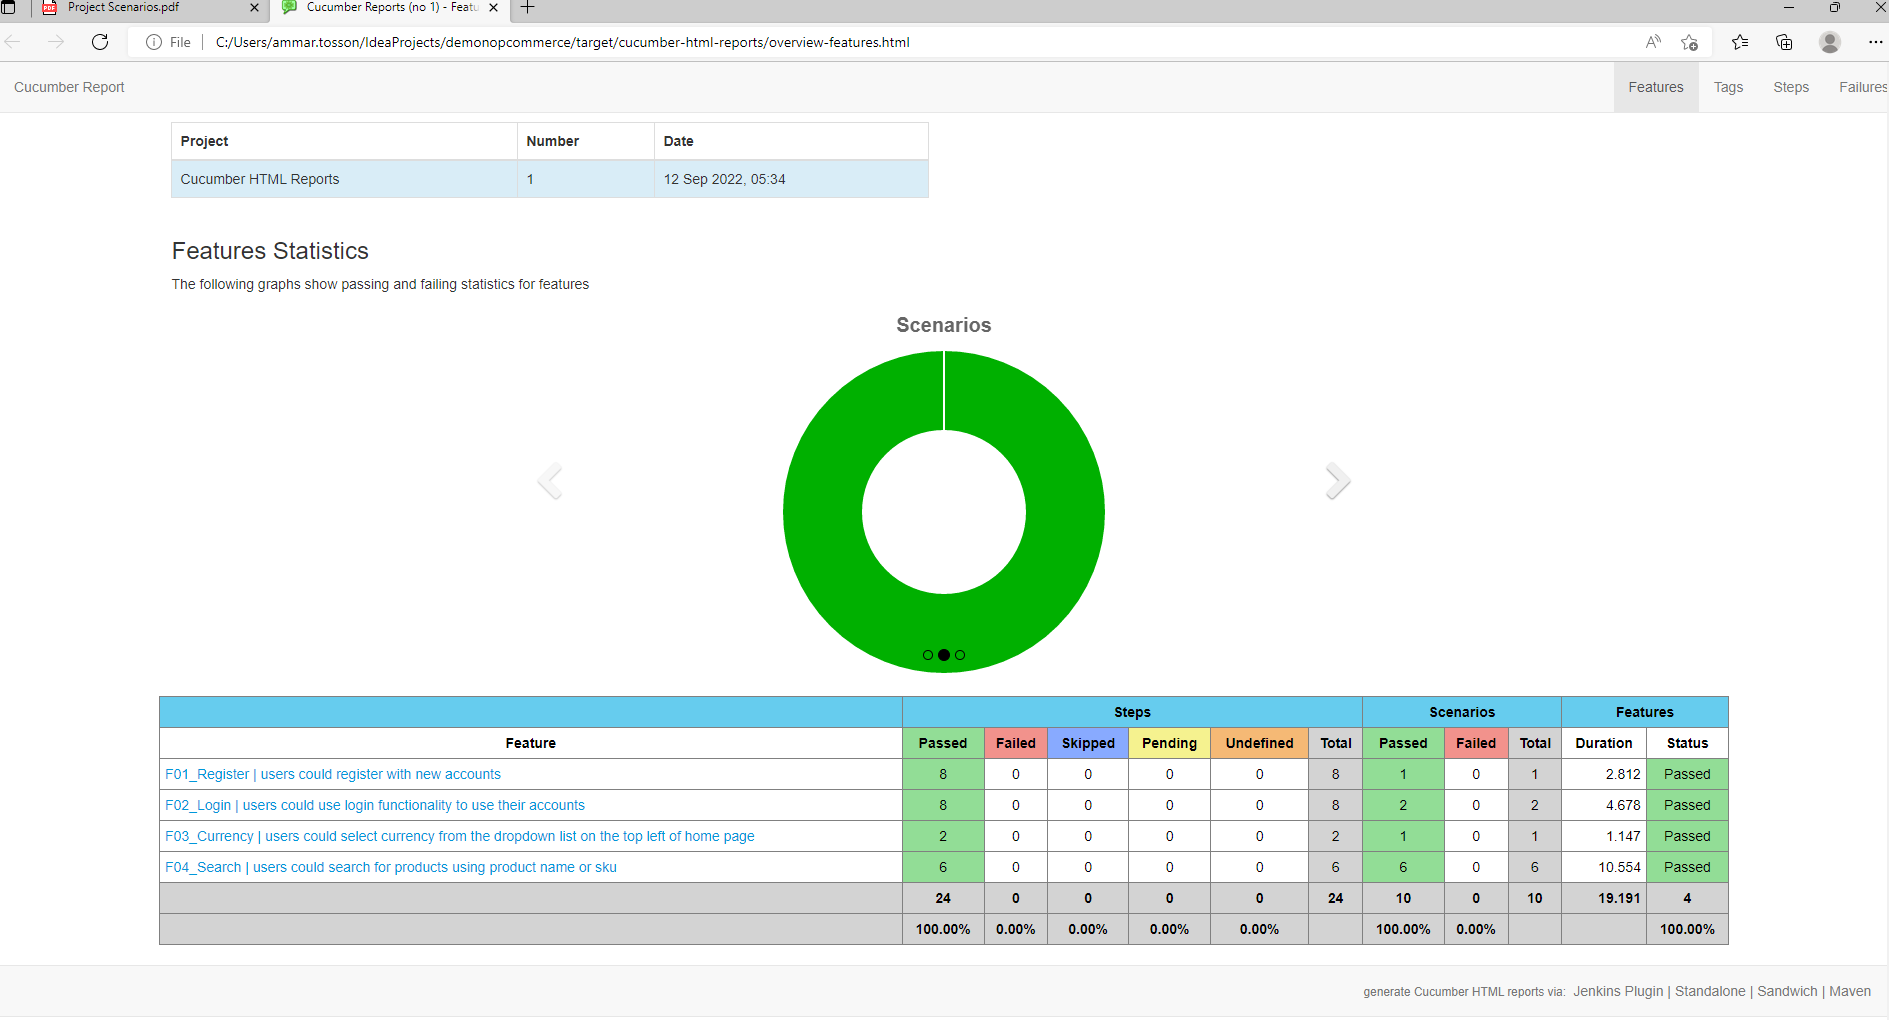 Project Scenarios.pdf
Cucumber Reports (no 1) - Featu
File
C:/Users/ammar.tosson/IdeaProjects/demonopcommerce/target/cucumber-html-reports/overview-features.html
Cucumber Report Features Tags Steps Failures
Project Number Date
Cucumber HTML Reports 1 12 Sep 2022, 05:34
Features Statistics
The following graphs show passing and failing statistics for features
Scenarios
Steps Scenarios Features
Feature Passed Failed Skipped Pending Undefined Total Passed Failed Total Duration Status
F01_Register | users could register with new accounts 8 0 0 0 0 8 1 0 1 2.812 Passed
F02_Login | users could use login functionality to use their accounts 8 0 0 0 0 8 2 0 2 4.678 Passed
F03_Currency | users could select currency from the dropdown list on the top left of home page 2 0 0 0 0 2 1 0 1 1.147 Passed
F04_Search | users could search for products using product name or sku 6 0 0 0 0 6 6 0 6 10.554 Passed
24 0 0 0 0 24 10 0 10 19.191 4
100.00% 0.00% 0.00% 0.00% 0.00% 100.00% 0.00% 100.00%
generate Cucumber HTML reports via: Jenkins Plugin | Standalone | Sandwich | Maven